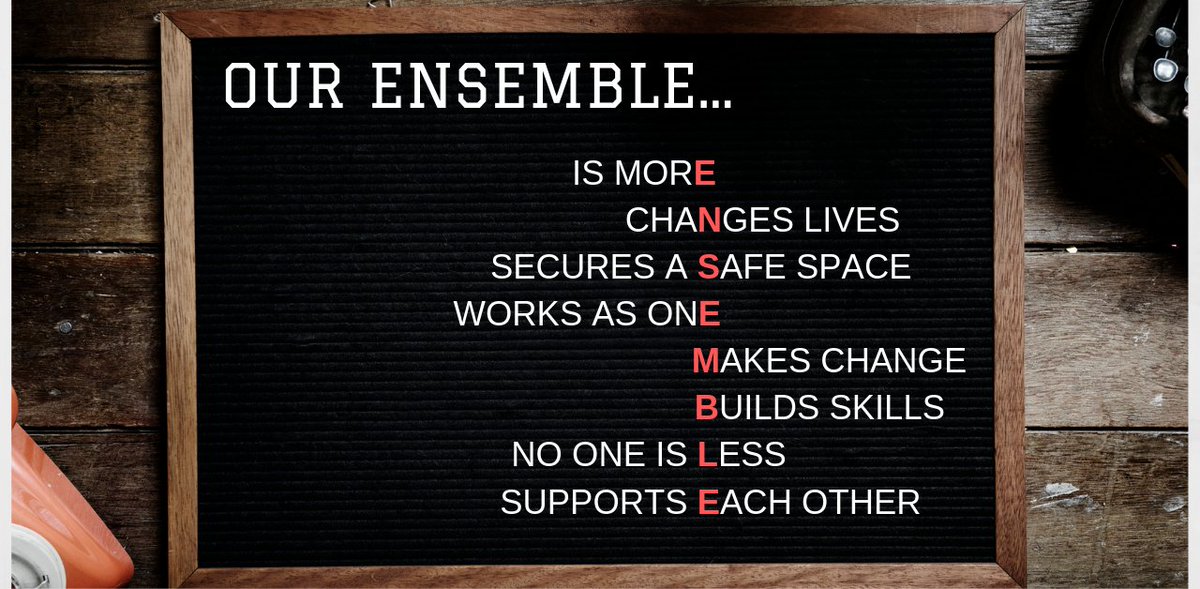 OUR ENSEMBLE...
IS MORE
CHANGES LIVES
SECURES A SAFE SPACE
WORKS AS ONE
MAKES CHANGE
BUILDS SKILLS
NO ONE IS LESS
SUPPORTS EACH OTHER